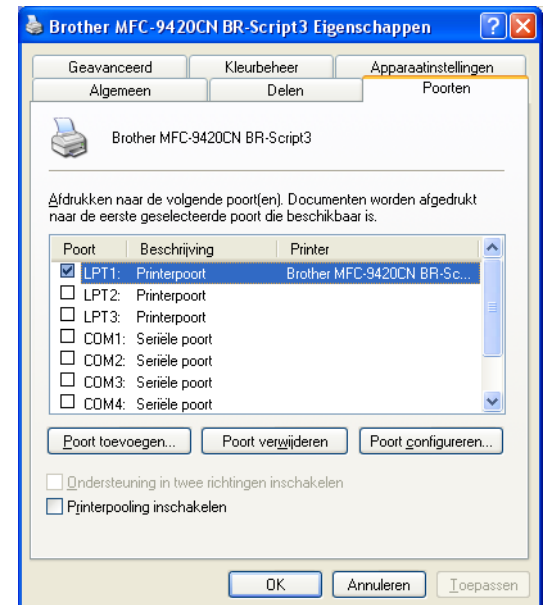 Brother MFC-9420CN BR-Script3 Eigenschappen
Geavanceerd Kleurbeheer Apparaatinstellingen
Algemeen Delen Poorten
Brother MFC-9420CN BR-Script3
Afdrukken naar de volgende poort(en). Documenten worden afgedrukt
naar de eerste geselecteerde poort die beschikbaar is.
Poort Beschrijving Printer
LPT1: Printerpoort Brother MFC-9420CN BR-Sc...
LPT2: Printerpoort
LPT3: Printerpoort
COM1: Seriële poort
COM2: Seriële poort
COM3: Seriële poort
COM4: Seriële poort
Poort toevoegen... Poort verwijderen Poort configureren...
Ondersteuning in twee richtingen inschakelen
Printerpooling inschakelen
OK Annuleren Toepassen